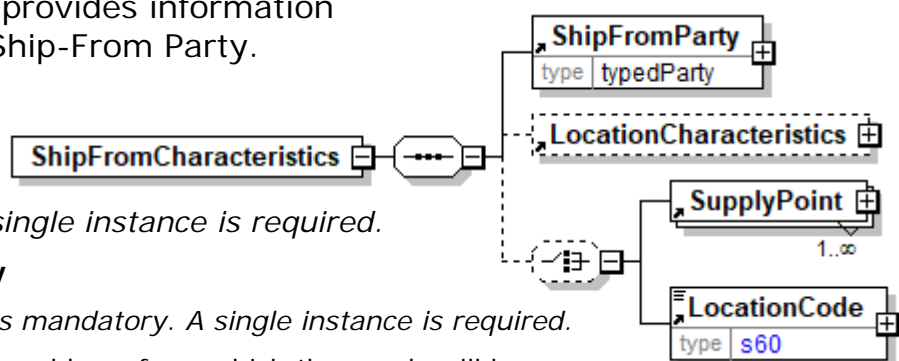 provides information
Ship-From Party.
ShipFromParty
type typedParty
LocationCharacteristics
ShipFromCharacteristics
SupplyPoint
1..∞
single instance is required.
s mandatory. A single instance is required.
LocationCode
type s60